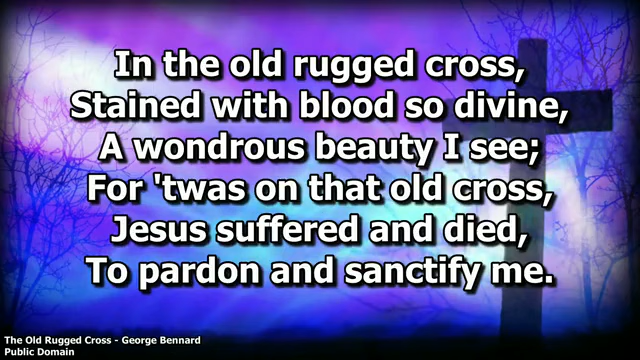 In the old rugged cross,
Stained with blood so divine,
A wondrous beauty I see;
For 'twas on that old cross,
Jesus suffered and died,
To pardon and sanctify me.
The Old Rugged Cross - George Bennard
Public Domain